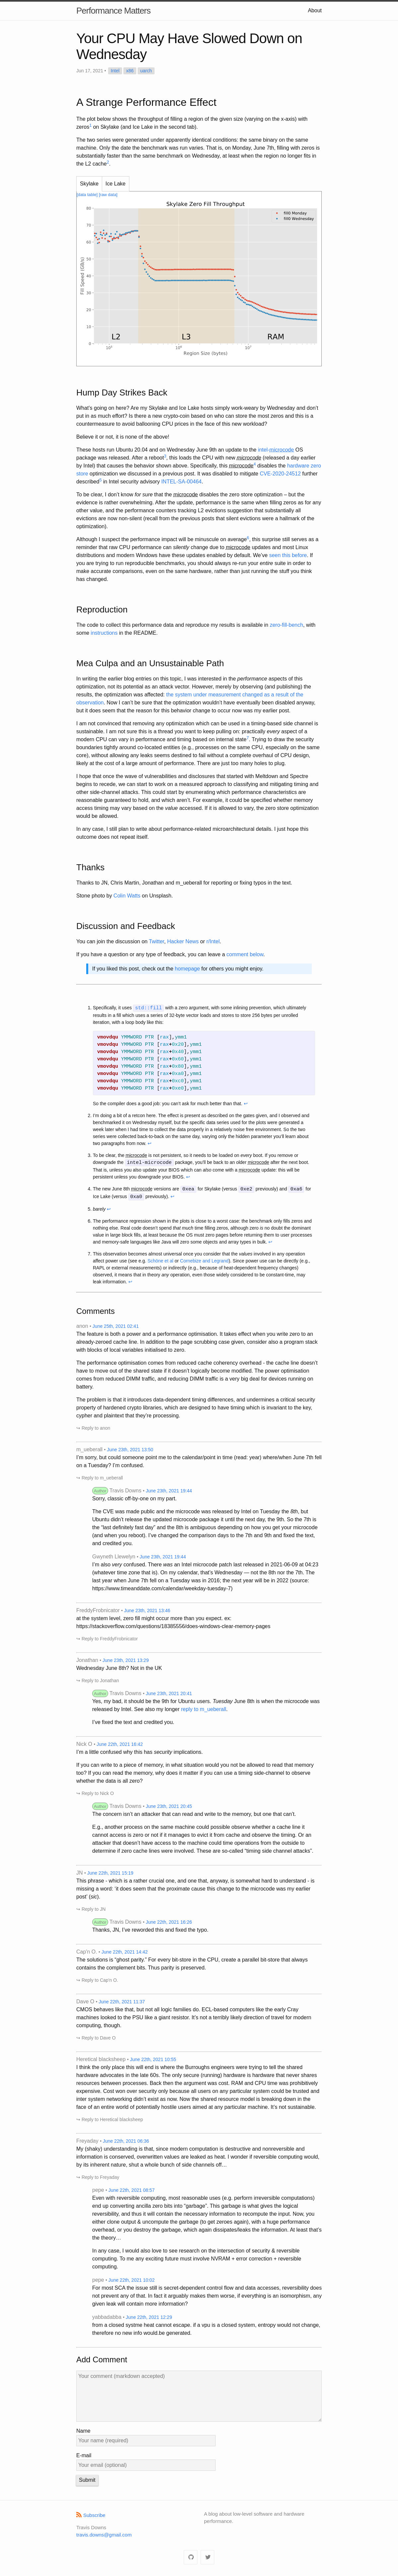 Performance Matters
About
Your CPU May Have Slowed Down on
Wednesday
Jun 17, 2021 • intel x86 uarch
A Strange Performance Effect
The plot below shows the throughput of filling a region of the given size (varying on the x-axis) with
zeros1 on Skylake (and Ice Lake in the second tab).
The two series were generated under apparently identical conditions: the same binary on the same
machine. Only the date the benchmark was run varies. That is, on Monday, June 7th, filling with zeros is
substantially faster than the same benchmark on Wednesday, at least when the region no longer fits in
the L2 cache2.
Skylake
Ice Lake
[data table] [raw data]
Skylake Zero Fill Throughput
fill0 Monday
fill0 Wednesday
Fill Speed (GB/s)
80
70
60
50
40
30
20
10
0
L2
L3
RAM
Region Size (bytes)
Hump Day Strikes Back
What's going on here? Are my Skylake and Ice Lake hosts simply work-weary by Wednesday and don't
put in as much effort? Is there a new crypto-coin based on who can store the most zeros and this is a
countermeasure to avoid ballooning CPU prices in the face of this new workload?
Believe it or not, it is none of the above!
These hosts run Ubuntu 20.04 and on Wednesday June 9th an update to the intel-microcode OS
package was released. After a reboot3, this loads the CPU with new microcode (released a day earlier
by Intel) that causes the behavior shown above. Specifically, this microcode4 disables the hardware zero
store optimization we discussed in a previous post. It was disabled to mitigate CVE-2020-24512 further
described5 in Intel security advisory INTEL-SA-00464.
To be clear, I don't know for sure that the microcode disables the zero store optimization – but the
evidence is rather overwhelming. After the update, performance is the same when filling zeros as for any
other value, and the performance counters tracking L2 evictions suggest that substantially all evictions
are now non-silent (recall from the previous posts that silent evictions were a hallmark of the
optimization).
Although I suspect the performance impact will be minuscule on average6, this surprise still serves as a
reminder that raw CPU performance can silently change due to microcode updates and most Linux
distributions and modern Windows have these updates enabled by default. We've seen this before. If
you are trying to run reproducible benchmarks, you should always re-run your entire suite in order to
make accurate comparisons, even on the same hardware, rather than just running the stuff you think
has changed.
Reproduction
The code to collect this performance data and reproduce my results is available in zero-fill-bench, with
some instructions in the README.
Mea Culpa and an Unsustainable Path
In writing the earlier blog entries on this topic, I was interested in the performance aspects of this
optimization, not its potential as an attack vector. However, merely by observing (and publishing) the
results, the optimization was affected: the system under measurement changed as a result of the
observation. Now I can't be sure that the optimization wouldn't have eventually been disabled anyway,
but it does seem that the reason for this microcode change to occur now was my earlier post.
I am not convinced that removing any optimization which can be used in a timing-based side channel is
sustainable. I am not sure this is a thread you want to keep pulling on: practically every aspect of a
modern CPU can vary in performance and timing based on internal state7. Trying to draw the security
boundaries tightly around co-located entities (e.g., processes on the same CPU, especially on the same
core), without allowing any leaks seems destined to fail without a complete overhaul of CPU design,
likely at the cost of a large amount of performance. There are just too many holes to plug.
I hope that once the wave of vulnerabilities and disclosures that started with Meltdown and Spectre
begins to recede, we can work on a measured approach to classifying and mitigating timing and other
side-channel attacks. This could start by enumerating which performance characteristics are
reasonably guaranteed to hold, and which aren't. For example, it could be specified whether memory
access timing may vary based on the value accessed. If it is allowed to vary, the zero store optimization
would be allowed.
In any case, I still plan to write about performance-related microarchitectural details. I just hope this
outcome does not repeat itself.
Thanks
Thanks to JN, Chris Martin, Jonathan and m_ueberall for reporting or fixing typos in the text.
Stone photo by Colin Watts on Unsplash.
Discussion and Feedback
You can join the discussion on Twitter, Hacker News or r/Intel.
If you have a question or any type of feedback, you can leave a comment below.
If you liked this post, check out the homepage for others you might enjoy.
1. Specifically, it uses std::fill with a zero argument, with some inlining prevention, which ultimately
results in a fill which uses a series of 32-byte vector loads and unrolls this to store 256 bytes per unrolled
iteration, with a loop body like this:
vmovdqu YMMWORD PTR [rax],ymm1
vmovdqu YMMWORD PTR [rax+0x20],ymm1
vmovdqu YMMWORD PTR [rax+0x40],ymm1
vmovdqu YMMWORD PTR [rax+0x60],ymm1
vmovdqu YMMWORD PTR [rax+0x80],ymm1
vmovdqu YMMWORD PTR [rax+0xa0],ymm1
vmovdqu YMMWORD PTR [rax+0xc0],ymm1
vmovdqu YMMWORD PTR [rax+0xe0],ymm1
So the compiler does a good job: you can't ask for much better than that. ↩
2. I'm doing a bit of a retcon here. The effect is present as described on the gates given, and I observed and
benchmarked it on Wednesday, June 9th myself, but the specific data series used in the plots were generated a
week later when I had time to collect the data properly in a relatively noise-free environment. So the two
series were collected back-to-back on the same day, varying only the hidden parameter you'll learn about
two paragraphs from now. ↩
3. To be clear, the microcode is not persistent, so it needs to be loaded on every boot. If you remove or
downgrade the intel-microcode package, you'll be back to an older microcode after the next boot.
That is, unless you also update your BIOS which can also come with a microcode update: this will be
persistent unless you downgrade your BIOS. ↩
4. The new June 8th microcode versions are 0xea for Skylake (versus 0xe2 previously) and 0xa6 for
Ice Lake (versus 0xa0 previously). ↩
5. barely ↩
6. The performance regression shown in the plots is close to a worst case: the benchmark only fills zeros and
nothing else. Real code doesn't spend that much time filling zeros, although zero is no doubt the dominant
value in large block fills, at least because the OS must zero pages before returning them to user processes
and memory-safe languages like Java will zero some objects and array types in bulk. ↩
7. This observation becomes almost universal once you consider that the values involved in any operation
affect power use (see e.g. Schöne et al or Cornebize and Legrand). Since power use can be directly (e.g.,
RAPL or external measurements) or indirectly (e.g., because of heat-dependent frequency changes)
observed, it means that in theory any operation, even those widely considered to be constant-time, may
leak information. ↩
Comments
anon • June 25th, 2021 02:41
The feature is both a power and a performance optimisation. It takes effect when you write zero to an
already-zeroed cache line. In addition to the page scrubbing case given, consider also a program starting
with blocks of local variables initialised to zero.
The performance optimisation comes from reduced cache coherency overhead - the cache line doesn't
have to move out of the shared state if it doesn't logically become modified. The power optimisation
comes from reduced DIMM traffic, and reducing DIMM traffic is a very big deal for devices running on
battery.
The problem is that it introduces data-dependent timing differences, and undermines a critical security
property of hardened crypto libraries, which are designed to have timing which is invariant to the key,
cypher and plaintext that they're processing.
↪ Reply to anon
m_ueberall • June 23th, 2021 13:50
I'm sorry, but could someone point me to the calendar/point in time (read: year) where/when June 7th fell
on a Tuesday? I'm confused.
↪ Reply to m_ueberall
Author Travis Downs • June 23th, 2021 19:44
Sorry, classic off-by-one on my part.
The CVE was made public and the microcode was released by Intel on Tuesday the 8th, but
Ubuntu didn't release the updated microcode package it until the next day, the 9th. So the 7th is
the "last definitely fast day" and the 8th is ambiguous depending on how you get your microcode
(and when you reboot). I've changed the comparison days to the 7th and 9th and fixed the text,
and credited you.
Gwyneth Llewelyn • June 23th, 2021 19:44
I'm also very confused. There was an Intel microcode patch last released in 2021-06-09 at 04:23
(whatever time zone that is). On my calendar, that's Wednesday — not the 8th nor the 7th. The
last year when June 7th fell on a Tuesday was in 2016; the next year will be in 2022 (source:
https://www.timeanddate.com/calendar/weekday-tuesday-7)
FreddyFrobnicator • June 23th, 2021 13:46
at the system level, zero fill might occur more than you expect. ex:
https://stackoverflow.com/questions/18385556/does-windows-clear-memory-pages
↪ Reply to FreddyFrobnicator
Jonathan • June 23th, 2021 13:29
Wednesday June 8th? Not in the UK
↪ Reply to Jonathan
Author Travis Downs • June 23th, 2021 20:41
Yes, my bad, it should be the 9th for Ubuntu users. Tuesday June 8th is when the microcode was
released by Intel. See also my longer reply to m_ueberall.
I've fixed the text and credited you.
Nick O • June 22th, 2021 16:42
I'm a little confused why this has security implications.
If you can write to a piece of memory, in what situation would you not be allowed to read that memory
too? If you can read the memory, why does it matter if you can use a timing side-channel to observe
whether the data is all zero?
↪ Reply to Nick O
Author Travis Downs • June 23th, 2021 20:45
The concern isn't an attacker that can read and write to the memory, but one that can't.
E.g., another process on the same machine could possible observe whether a cache line it
cannot access is zero or not if it manages to evict it from cache and observe the timing. Or an
attacker that does not have access to the machine could time operations from the outside to
determine if zero cache lines were involved. These are so-called "timing side channel attacks".
JN • June 22th, 2021 15:19
This phrase - which is a rather crucial one, and one that, anyway, is somewhat hard to understand - is
missing a word: 'it does seem that the proximate cause this change to the microcode was my earlier
post' (sic).
↪ Reply to JN
Author Travis Downs • June 22th, 2021 16:26
Thanks, JN, I've reworded this and fixed the typo.
Cap'n O. • June 22th, 2021 14:42
The solutions is "ghost parity." For every bit-store in the CPU, create a parallel bit-store that always
contains the complement bits. Thus parity is preserved.
↪ Reply to Cap'n O.
Dave O • June 22th, 2021 11:37
CMOS behaves like that, but not all logic families do. ECL-based computers like the early Cray
machines looked to the PSU like a giant resistor. It's not a terribly likely direction of travel for modern
computing, though.
↪ Reply to Dave O
Heretical blacksheep • June 22th, 2021 10:55
I think the only place this will end is where the Burroughs engineers were trying to tell the shared
hardware advocates in the late 60s. The only secure (running) hardware is hardware that never shares
resources between processes. Back then the argument was cost. RAM and CPU time was prohibitively
expensive. Cost won over security only because all users on any particular system could be trusted and
outside interference simply didn't exist as now. Now the shared resource model is breaking down in the
face of an entire world of potentially hostile users and at any particular machine. It's not sustainable.
↪ Reply to Heretical blacksheep
Freyaday • June 22th, 2021 06:36
My (shaky) understanding is that, since modern computation is destructive and nonreversible and
information is conserved, overwritten values are leaked as heat. I wonder if reversible computing would,
by its inherent nature, shut a whole bunch of side channels off…
↪ Reply to Freyaday
pepe • June 22th, 2021 08:57
Even with reversible computing, most reasonable uses (e.g. perform irreversible computations)
end up converting ancilla zero bits into "garbage". This garbage is what gives the logical
reversibility, and thus it will contain the necessary information to recompute the input. Now, you
have two choices: use it and uncompute the garbage (to get zeroes again), with a huge performance
overhead, or you destroy the garbage, which again dissipates/leaks the information. At least that's
the theory…
In any case, I would also love to see research on the intersection of security & reversible
computing. To me any exciting future must involve NVRAM + error correction + reversible
computing.
pepe • June 22th, 2021 10:02
For most SCA the issue still is secret-dependent control flow and data accesses, reversibility does
not prevent any of that. In fact it arguably makes them worse, if everything is an isomorphism, any
given leak will contain more information?
yabbadabba • June 22th, 2021 12:29
from a closed systme heat cannot escape. if a vpu is a closed system, entropy would not change,
therefore no new info would be generated.
Add Comment
Your comment (markdown accepted)
Name
Your name (required)
E-mail
Your email (optional)
Submit
Subscribe
Travis Downs
travis.downs@gmail.com
A blog about low-level software and hardware
performance.